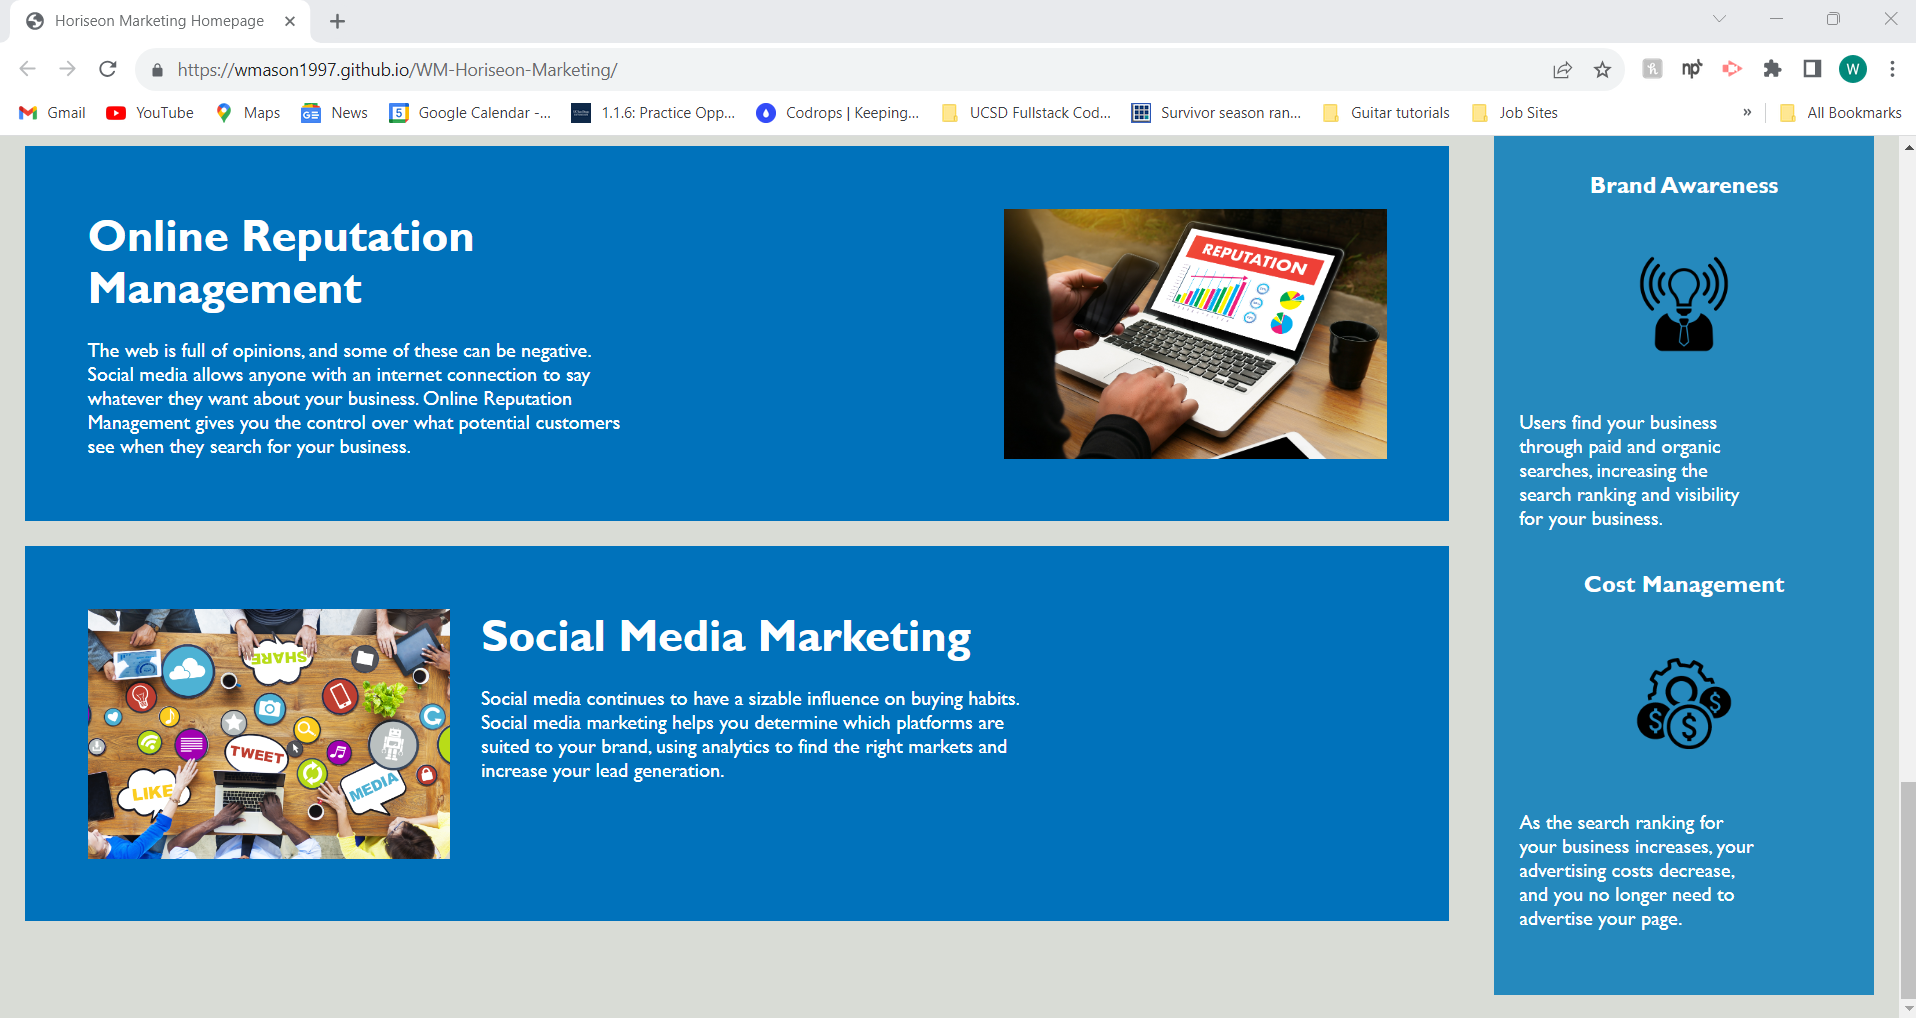 Horiseon Marketing Homepage
https://wmason1997.github.io/WM-Horiseon-Marketing/
W
Gmail
YouTube
Maps
News
5
Google Calendar -...
1.1.6: Practice Opp...
Codrops | Keeping...
UCSD Fullstack Cod...
Survivor season ran...
Guitar tutorials
Job Sites
»
All Bookmarks
Online Reputation
Management
The web is full of opinions, and some of these can be negative.
Social media allows anyone with an internet connection to say
whatever they want about your business. Online Reputation
Management gives you the control over what potential customers
see when they search for your business.
REPUTATION
Social Media Marketing
Social media continues to have a sizable influence on buying habits.
Social media marketing helps you determine which platforms are
suited to your brand, using analytics to find the right markets and
increase your lead generation.
SHARE
TWEET
LIKE
MEDIA
Brand Awareness
Users find your business
through paid and organic
searches, increasing the
search ranking and visibility
for your business.
Cost Management
$ $ $
As the search ranking for
your business increases, your
advertising costs decrease,
and you no longer need to
advertise your page.